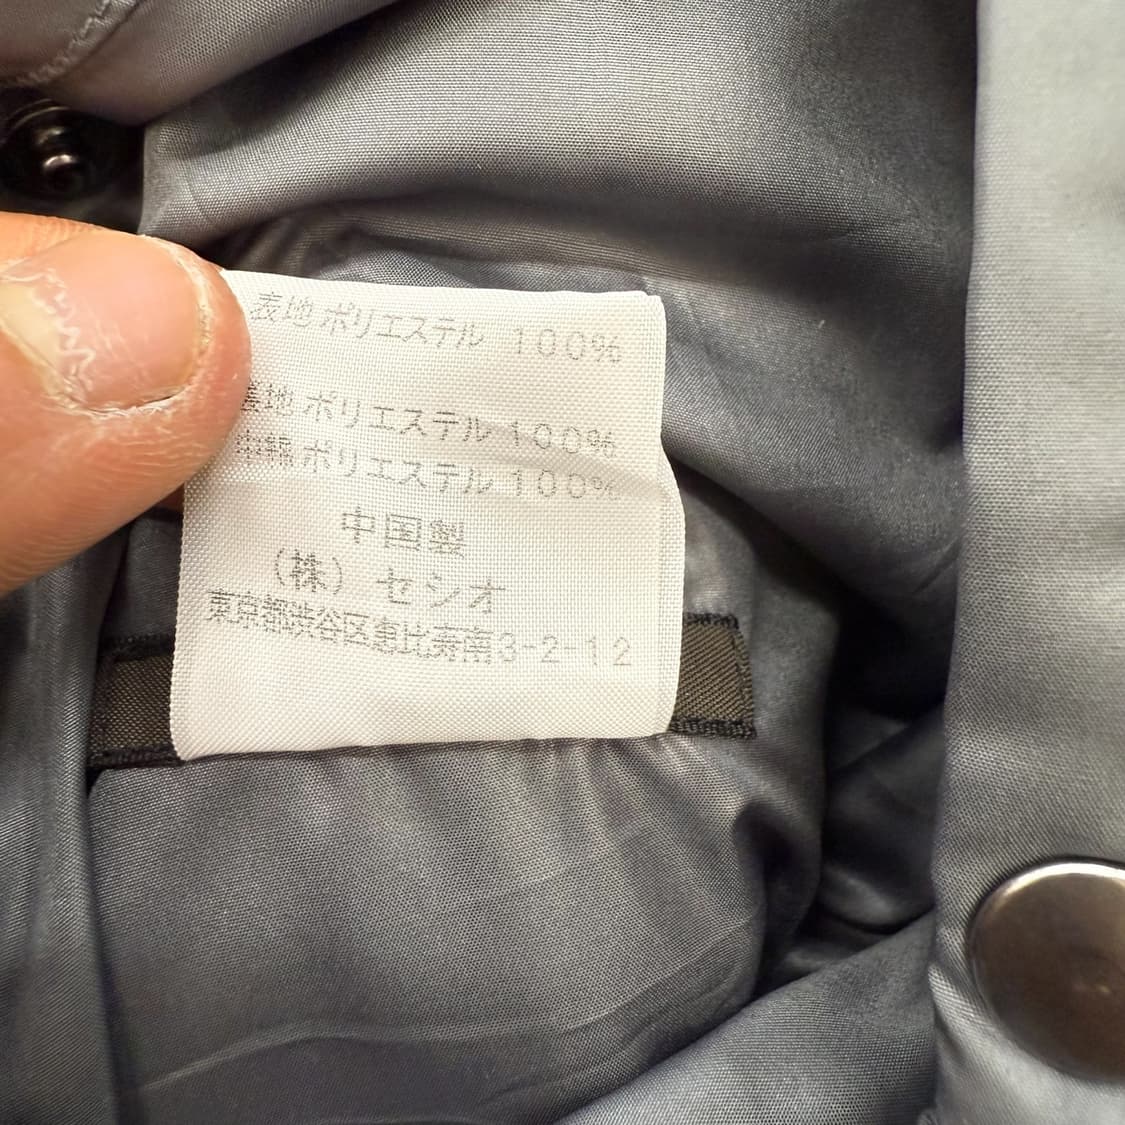 表地 ポリエステル 100%
裏地 ポリエステル 100%
中綿 ポリエステル 100%
中国製
(株) セシオ
東京都渋谷区恵比寿南3-2-12